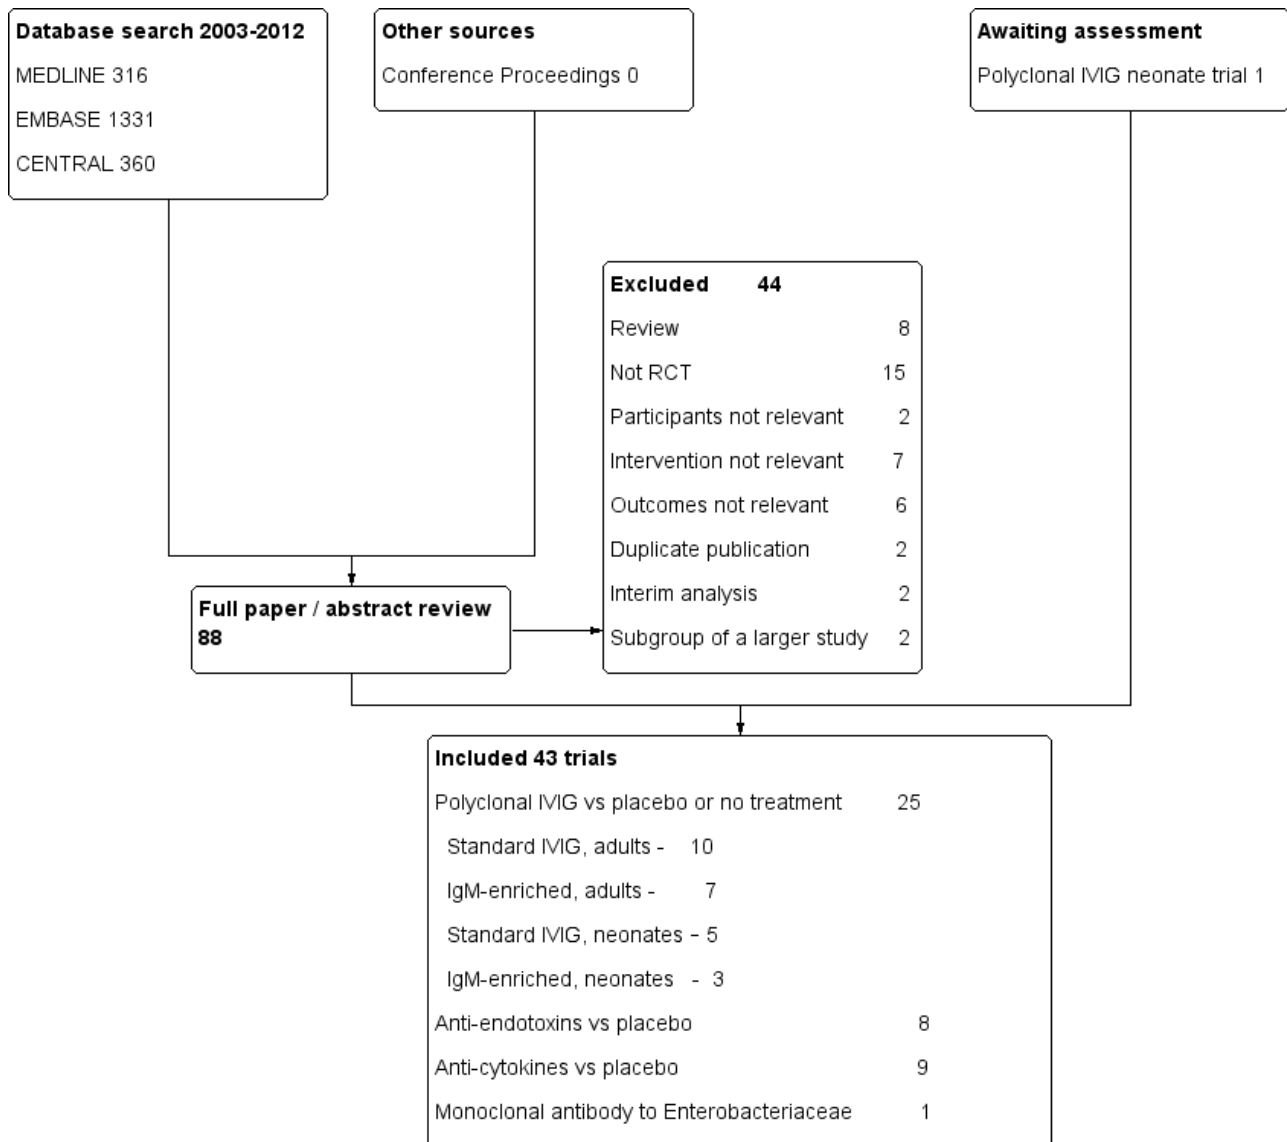 Database search 2003-2012
MEDLINE 316
EMBASE 1331
CENTRAL 360
Other sources
Conference Proceedings 0
Awaiting assessment
Polyclonal IVIG neonate trial 1
Excluded 44
Review 8
Not RCT 15
Participants not relevant 2
Intervention not relevant 7
Outcomes not relevant 6
Duplicate publication 2
Interim analysis 2
Subgroup of a larger study 2
Full paper / abstract review
88
Included 43 trials
Polyclonal IVIG vs placebo or no treatment 25
Standard IVIG, adults - 10
IgM-enriched, adults - 7
Standard IVIG, neonates - 5
IgM-enriched, neonates - 3
Anti-endotoxins vs placebo 8
Anti-cytokines vs placebo 9
Monoclonal antibody to Enterobacteriaceae 1